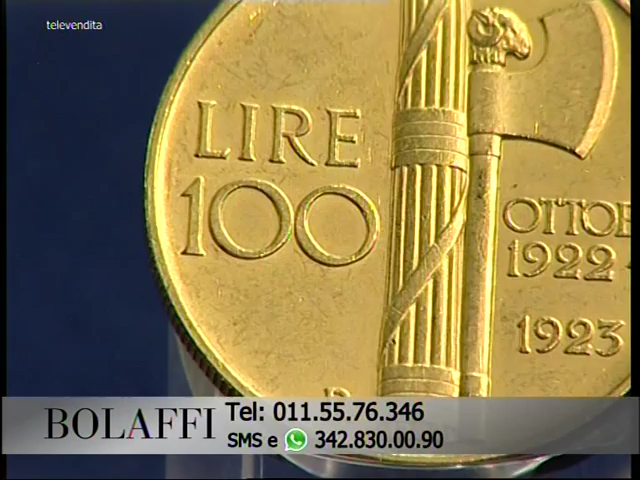 televendita
LIRE
100
OTTOB
1922
1923
R
BOLAFFI
Tel: 011.55.76.346
SMS e 342.830.00.90